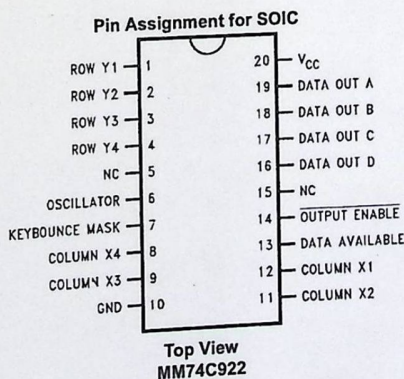 Pin Assignment for SOIC
ROW Y1 1
ROW Y2 2
ROW Y3 3
ROW Y4 4
NC 5
OSCILLATOR 6
KEYBOUNCE MASK 7
COLUMN X4 8
COLUMN X3 9
GND 10
20 VCC
19 DATA OUT A
18 DATA OUT B
17 DATA OUT C
16 DATA OUT D
15 NC
14 OUTPUT ENABLE
13 DATA AVAILABLE
12 COLUMN X1
11 COLUMN X2
Top View
MM74C922